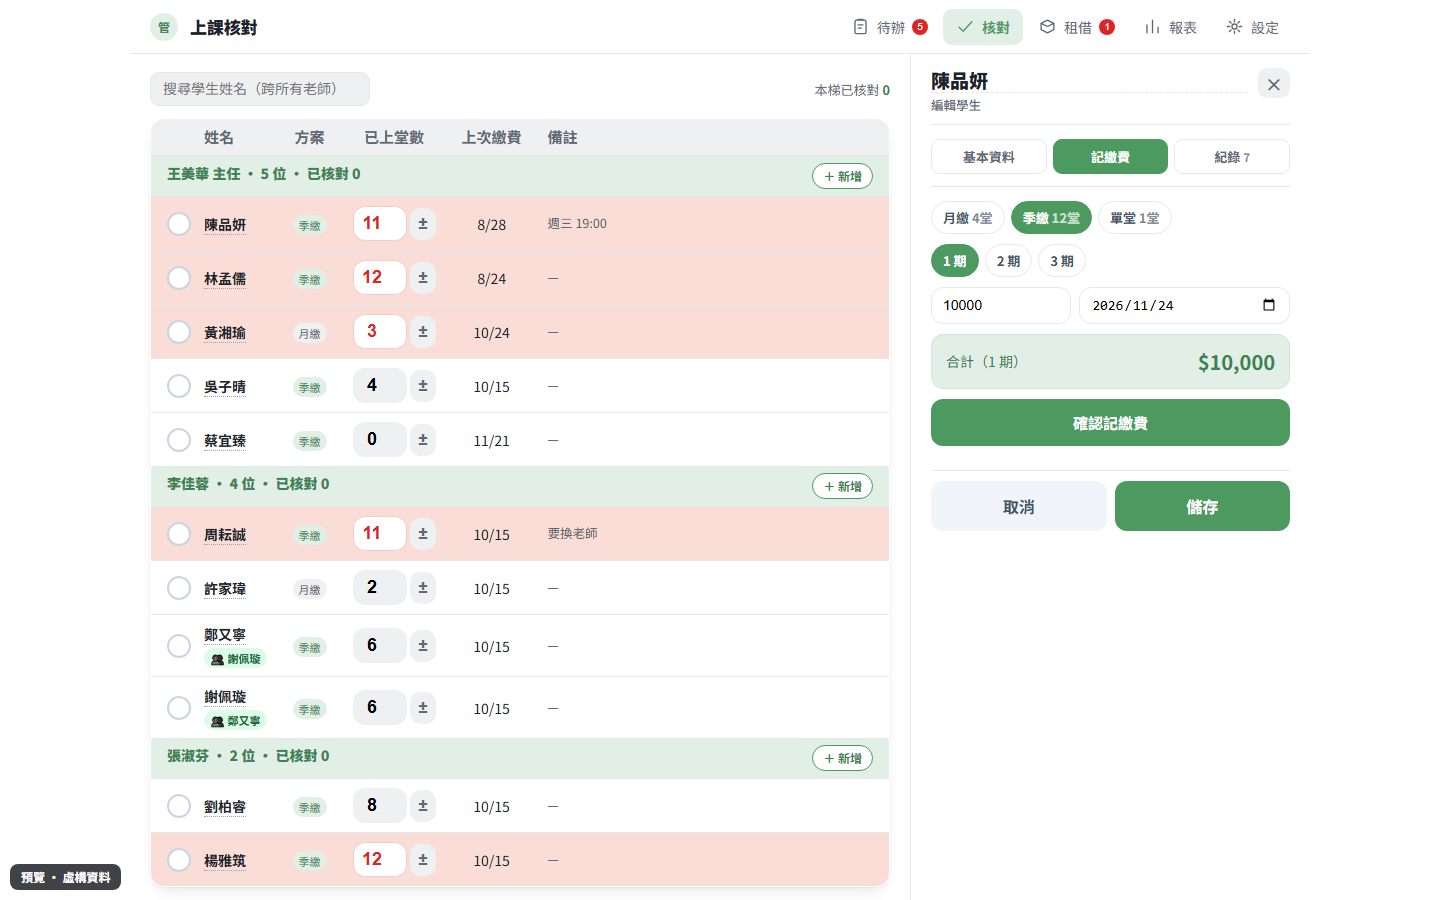 管 上課核對
待辦 5 核對 租借 1 報表 設定
搜尋學生姓名（跨所有老師） 本梯已核對 0
姓名 方案 已上堂數 上次繳費 備註
王美華 主任 • 5 位 • 已核對 0 ＋ 新增
陳品妍 季繳 11 ± 8/28 週三 19:00
林孟儒 季繳 12 ± 8/24 —
黃湘瑜 月繳 3 ± 10/24 —
吳子晴 季繳 4 ± 10/15 —
蔡宜臻 季繳 0 ± 11/21 —
李佳蓉 • 4 位 • 已核對 0 ＋ 新增
周耘誠 季繳 11 ± 10/15 要換老師
許家瑋 月繳 2 ± 10/15 —
鄭又寧 季繳 6 ± 10/15 —
謝佩璇
謝佩璇 季繳 6 ± 10/15 —
鄭又寧
張淑芬 • 2 位 • 已核對 0 ＋ 新增
劉柏睿 季繳 8 ± 10/15 —
楊雅筑 季繳 12 ± 10/15 —
陳品妍
編輯學生
基本資料 記繳費 紀錄 7
月繳 4堂 季繳 12堂 單堂 1堂
1 期 2 期 3 期
10000 2026/11/24
合計（1 期） $10,000
確認記繳費
取消 儲存
預覽 • 虛構資料